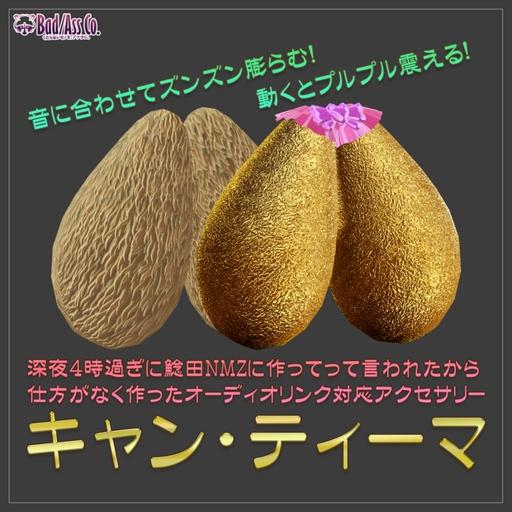 Bad/Ass Co.
音に合わせてズンズン膨らむ!
動くとプルプル震える!
深夜4時過ぎに鯰田NMZに作ってって言われたから
仕方がなく作ったオーディオリンク対応アクセサリー
キャン・ティーマ